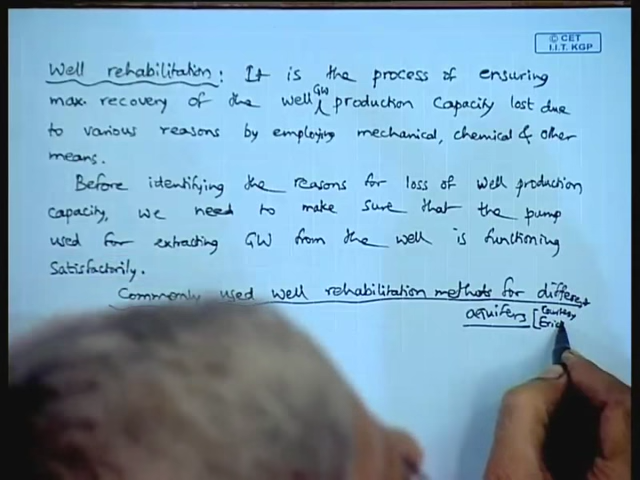 © CET
I.I.T. KGP
Well rehabilitation: It is the process of ensuring
max. recovery of the well GW production capacity lost due
to various reasons by employing mechanical, chemical & other
means.
Before identifying the reasons for loss of well production
capacity, we need to make sure that the pump
used for extracting GW from the well is functioning
satisfactorily.
Commonly used well rehabilitation methods for different
aquifers [Courtesy
Eric